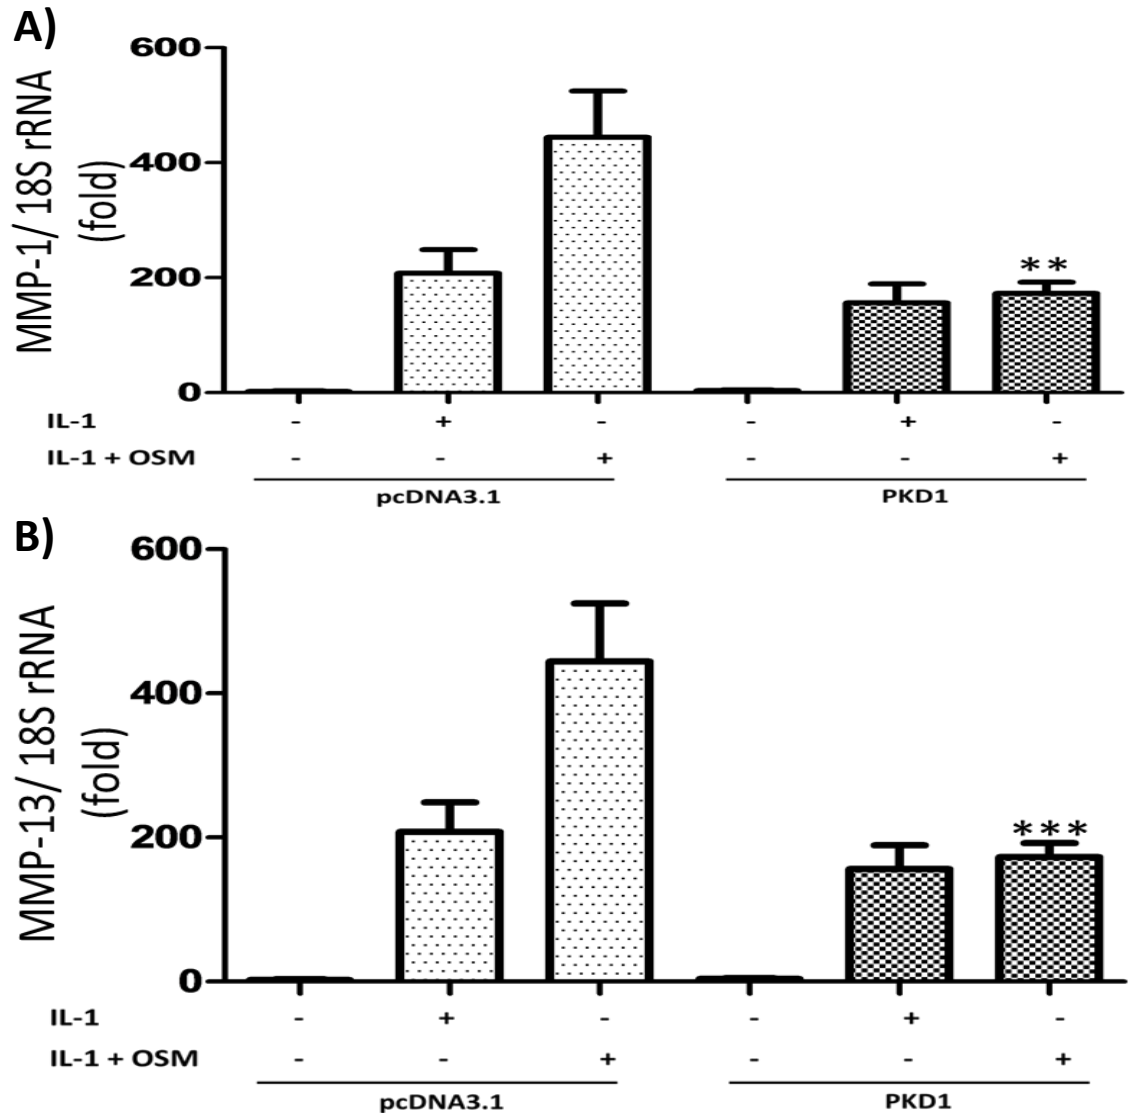 A)
MMP-1/ 18S rRNA
(fold)
600
400
200
0
**
IL-1 - + - - + -
IL-1 + OSM - - + - - +
pcDNA3.1 PKD1
B)
MMP-13/ 18S rRNA
(fold)
600
400
200
0
***
IL-1 - + - - + -
IL-1 + OSM - - + - - +
pcDNA3.1 PKD1